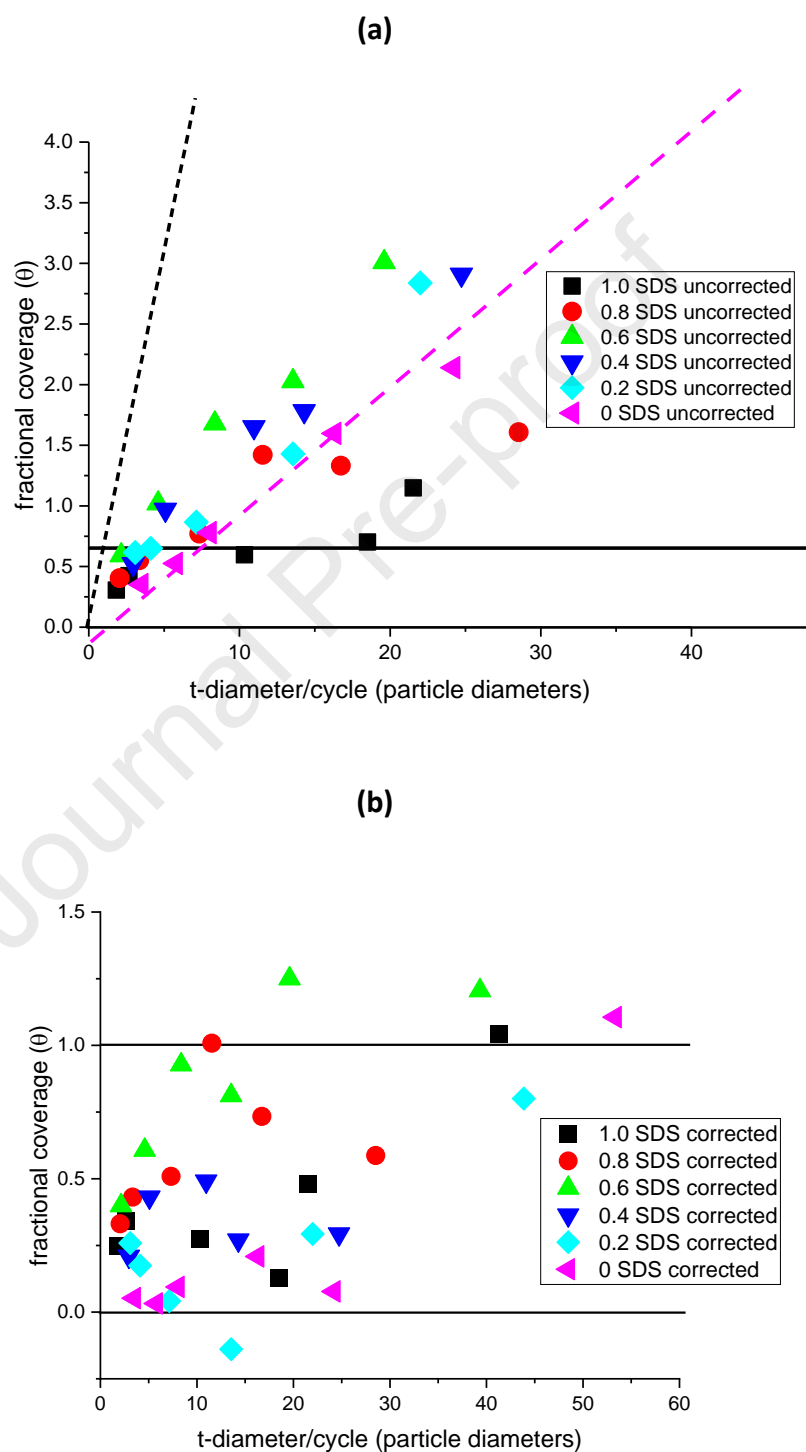 (a)
4.0
3.5
3.0
2.5
2.0
1.5
1.0
0.5
0.0
fractional coverage (θ)
1.0 SDS uncorrected
0.8 SDS uncorrected
0.6 SDS uncorrected
0.4 SDS uncorrected
0.2 SDS uncorrected
0 SDS uncorrected
0 10 20 30 40
t-diameter/cycle (particle diameters)
Journal Pre-proof
(b)
1.5
1.0
0.5
0.0
fractional coverage (θ)
1.0 SDS corrected
0.8 SDS corrected
0.6 SDS corrected
0.4 SDS corrected
0.2 SDS corrected
0 SDS corrected
0 10 20 30 40 50 60
t-diameter/cycle (particle diameters)